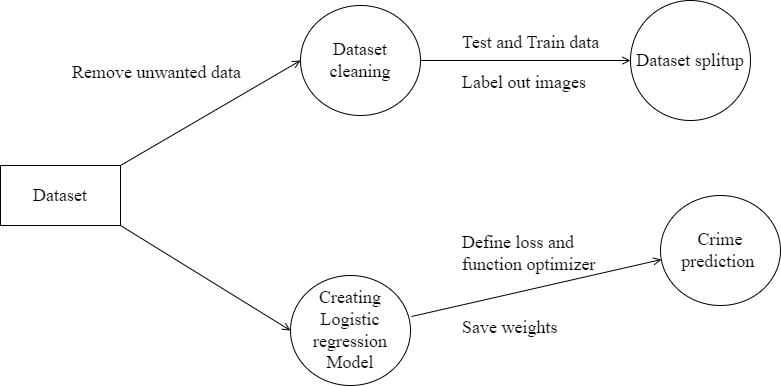 Remove unwanted data
Dataset
cleaning
Test and Train data
Label out images
Dataset splitup
Dataset
Creating
Logistic
regression
Model
Define loss and
function optimizer
Save weights
Crime
prediction